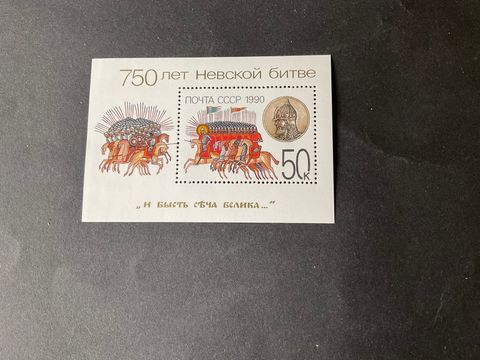 750 лет Невской битве
ПОЧТА СССР 1990
50к
„И БЫСТЬ СѢЧА ВЕЛИКА..."